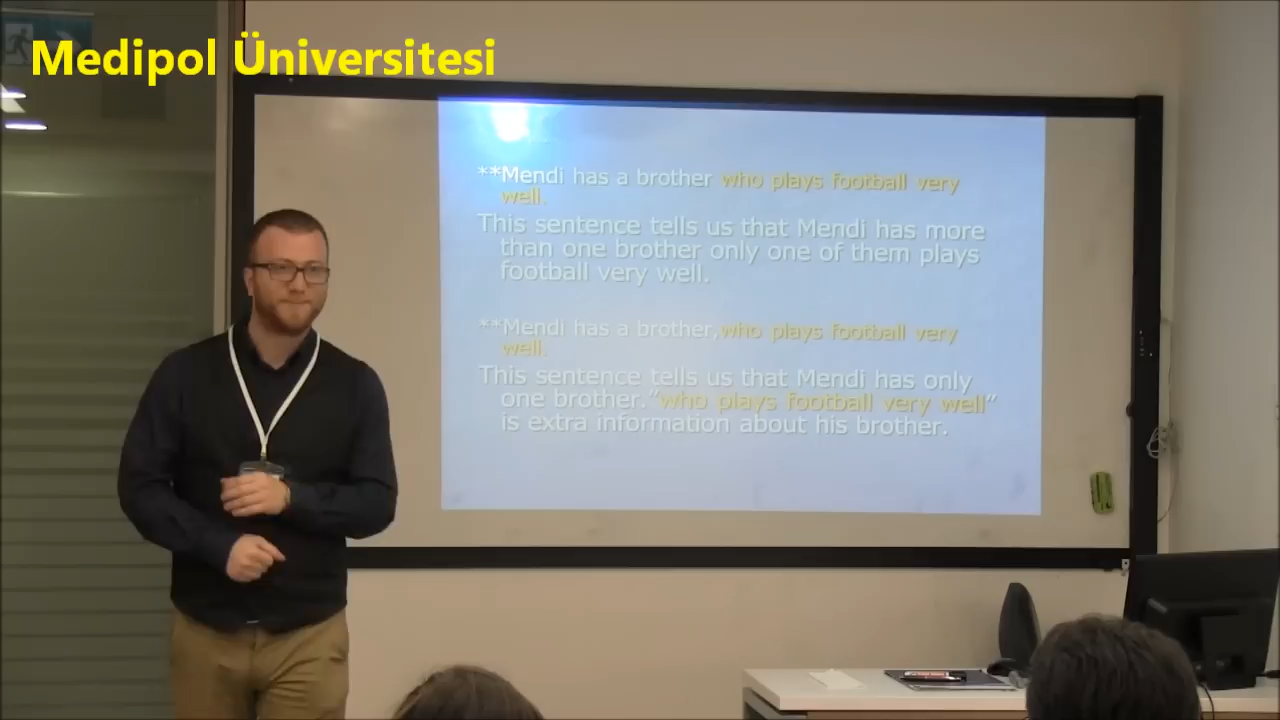 Medipol Üniversitesi
**Mendi has a brother who plays football very
well.
This sentence tells us that Mendi has more
than one brother only one of them plays
football very well.
**Mendi has a brother,who plays football very
well.
This sentence tells us that Mendi has only
one brother.“who plays football very well”
is extra information about his brother.